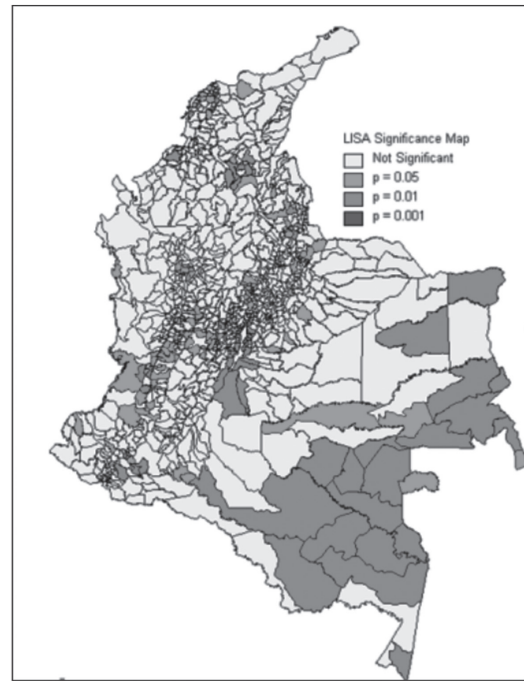 LISA Significance Map
Not Significant
p = 0.05
p = 0.01
p = 0.001